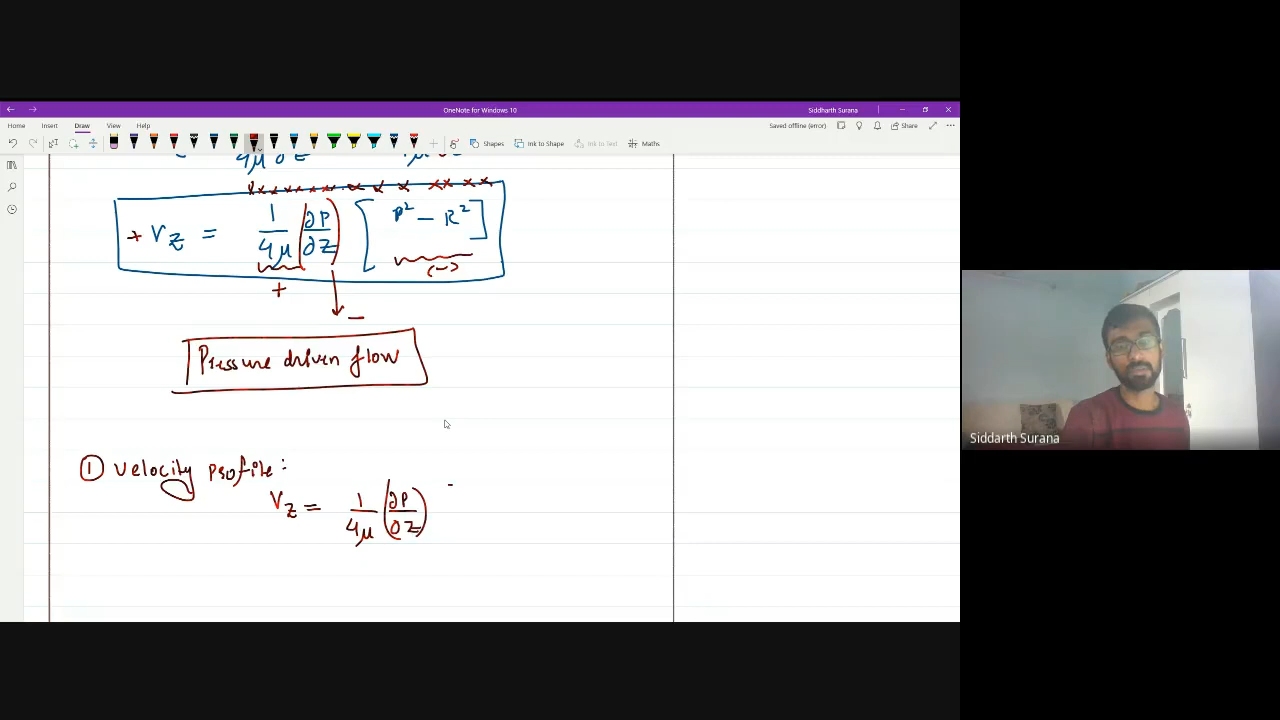 OneNote for Windows 10
Siddharth Surana
Home Insert Draw View Help
Saved offline (error) Share
Shapes Ink to Shape Ink to Text Maths
4μ ∂z
+ Vz = 1/4μ (∂P/∂z) [r² - R²]
(-)
+
-
Pressure driven flow
① Velocity profile:
Vz = 1/4μ (∂P/∂z)
Siddarth Surana